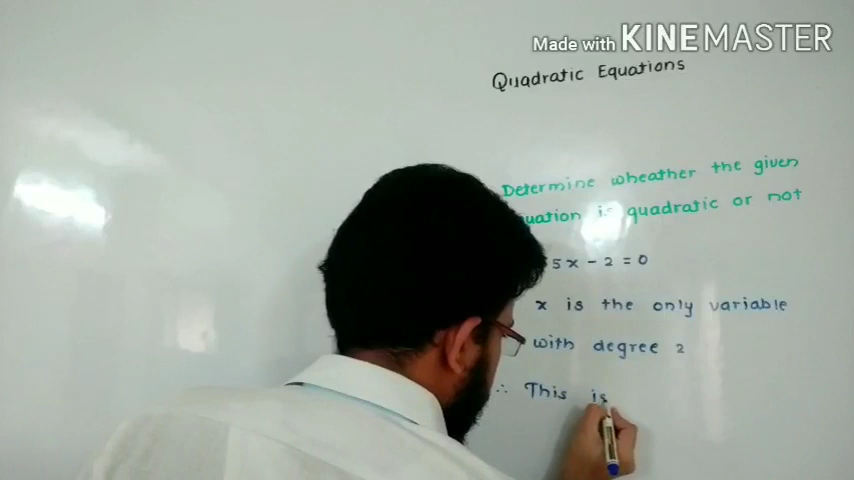 Made with KINEMASTER
Quadratic Equations
Determine wheather the given
is quadratic or not
5x - 2 = 0
x is the only variable
with degree 2
∴ This is